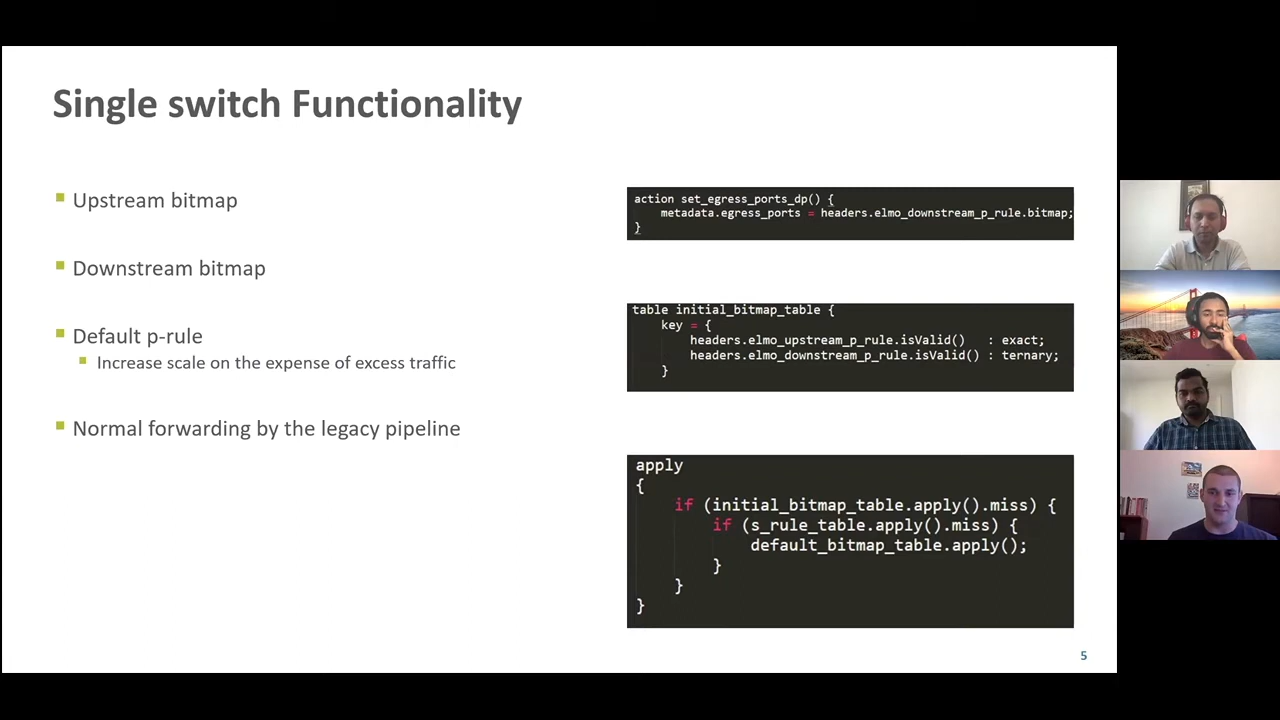 Single switch Functionality
Upstream bitmap
Downstream bitmap
Default p-rule
Increase scale on the expense of excess traffic
Normal forwarding by the legacy pipeline
action set_egress_ports_dp() {
metadata.egress_ports = headers.elmo_downstream_p_rule.bitmap;
}
table initial_bitmap_table {
key = {
headers.elmo_upstream_p_rule.isValid() : exact;
headers.elmo_downstream_p_rule.isValid() : ternary;
}
apply
{
if (initial_bitmap_table.apply().miss) {
if (s_rule_table.apply().miss) {
default_bitmap_table.apply();
}
}
}
5